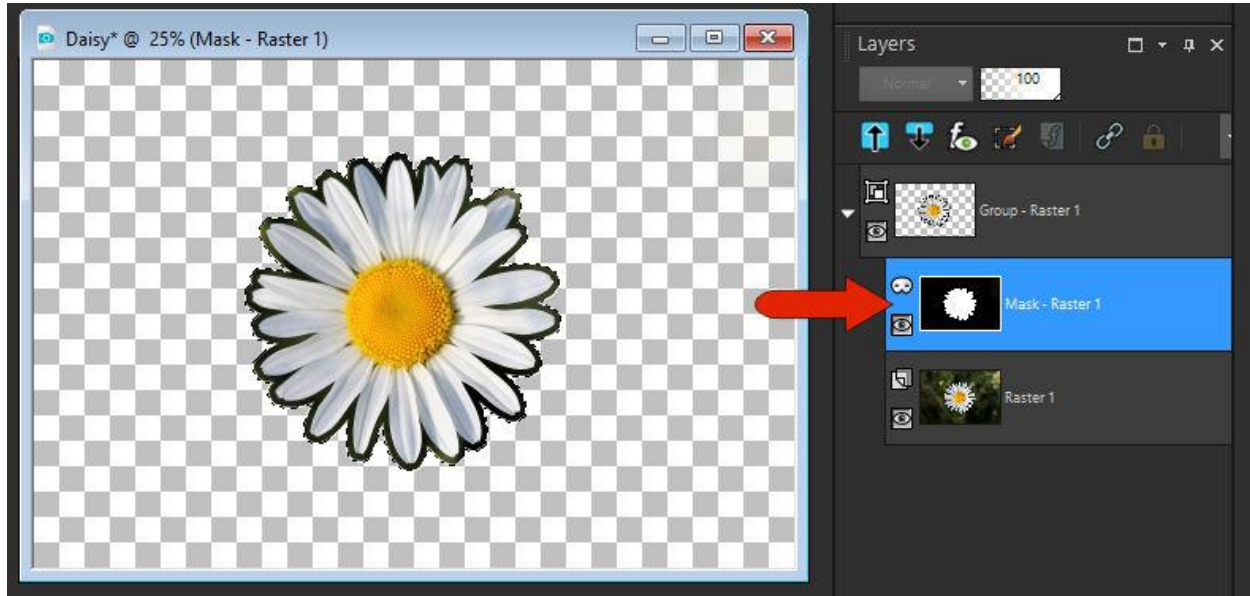 Daisy* @ 25% (Mask - Raster 1)
Layers
Normal
100
Group - Raster 1
Mask - Raster 1
Raster 1